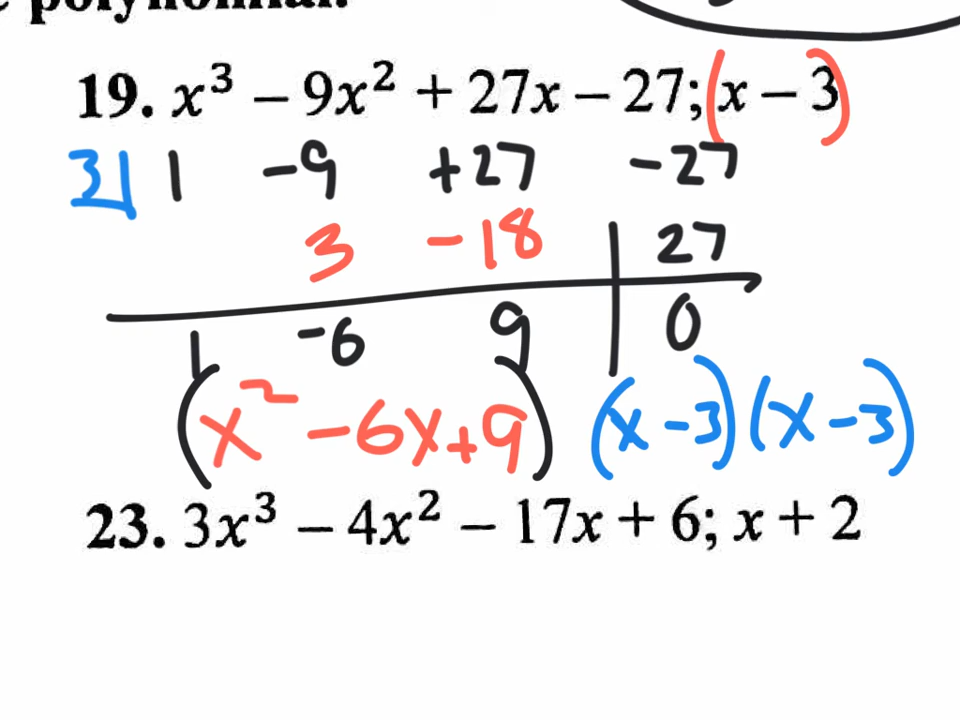 polynomial.
19. x³ − 9x² + 27x − 27; (x − 3)
3| 1 -9 +27 -27
3 -18 27
1 -6 9 0
(x² -6x+9) (x-3)(x-3)
23. 3x³ − 4x² − 17x + 6; x + 2